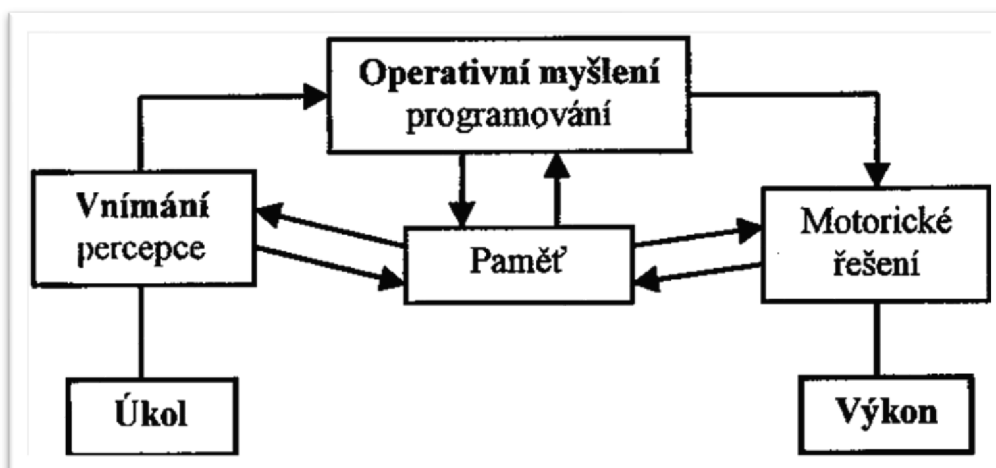 Operativní myšlení
programování
Vnímání
percepce
Paměť
Motorické
řešení
Úkol
Výkon